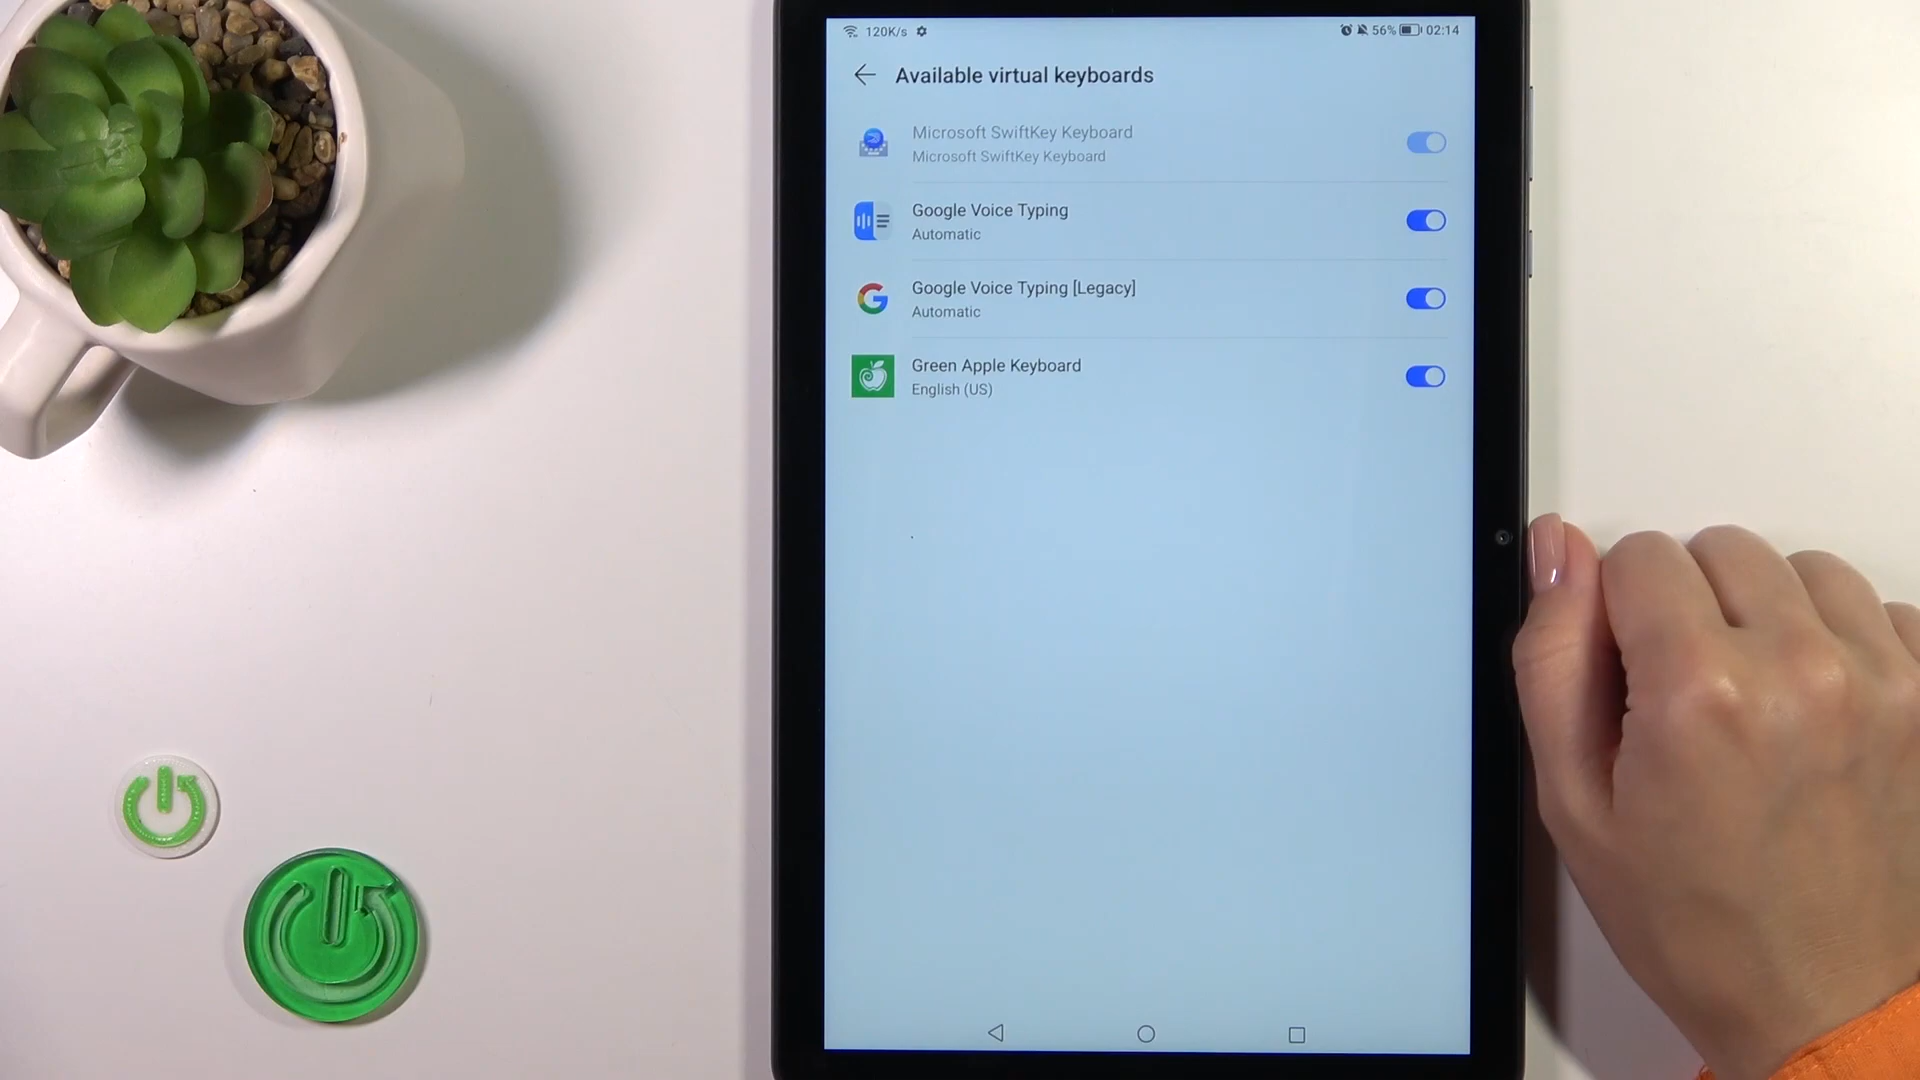 120K/s 56% 02:14
Available virtual keyboards
Microsoft SwiftKey Keyboard
Microsoft SwiftKey Keyboard
Google Voice Typing
Automatic
Google Voice Typing [Legacy]
Automatic
Green Apple Keyboard
English (US)